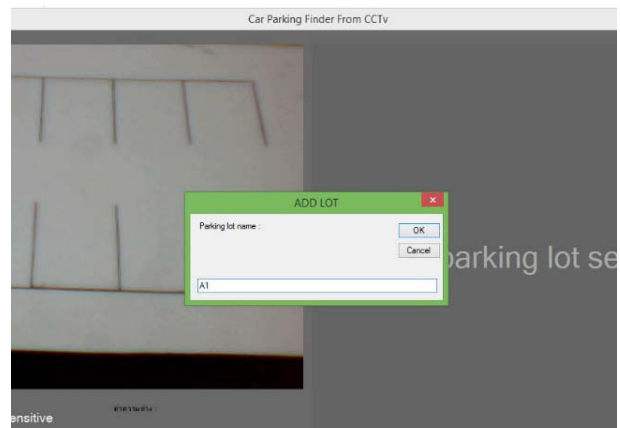 Car Parking Finder From CCTv
ADD LOT
Parking lot name :
OK
Cancel
A1
parking lot se
ensitive